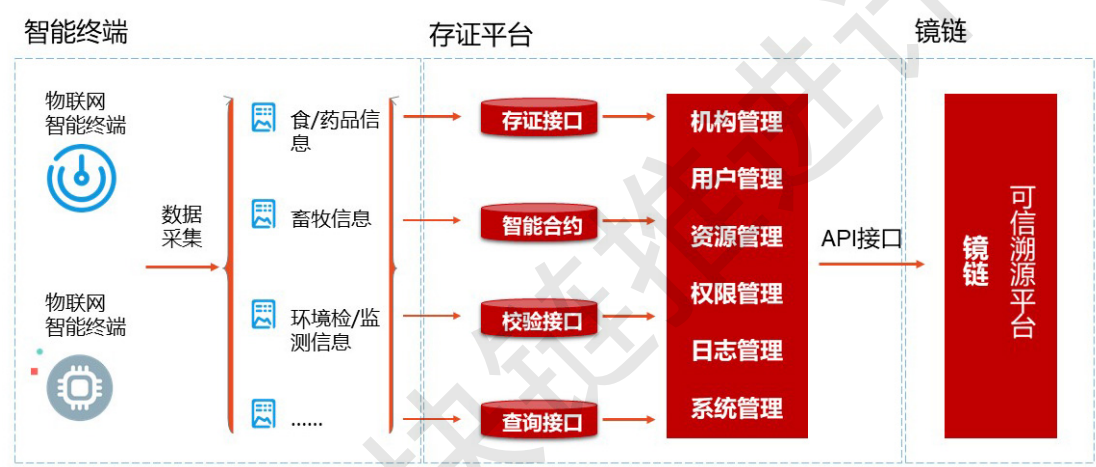 智能终端
存证平台
镜链
物联网
智能终端
数据
采集
物联网
智能终端
食/药品信
息
畜牧信息
环境检/监
测信息
......
存证接口
智能合约
校验接口
查询接口
机构管理
用户管理
资源管理
权限管理
日志管理
系统管理
API接口
镜链
可信溯源平台
块链推进计